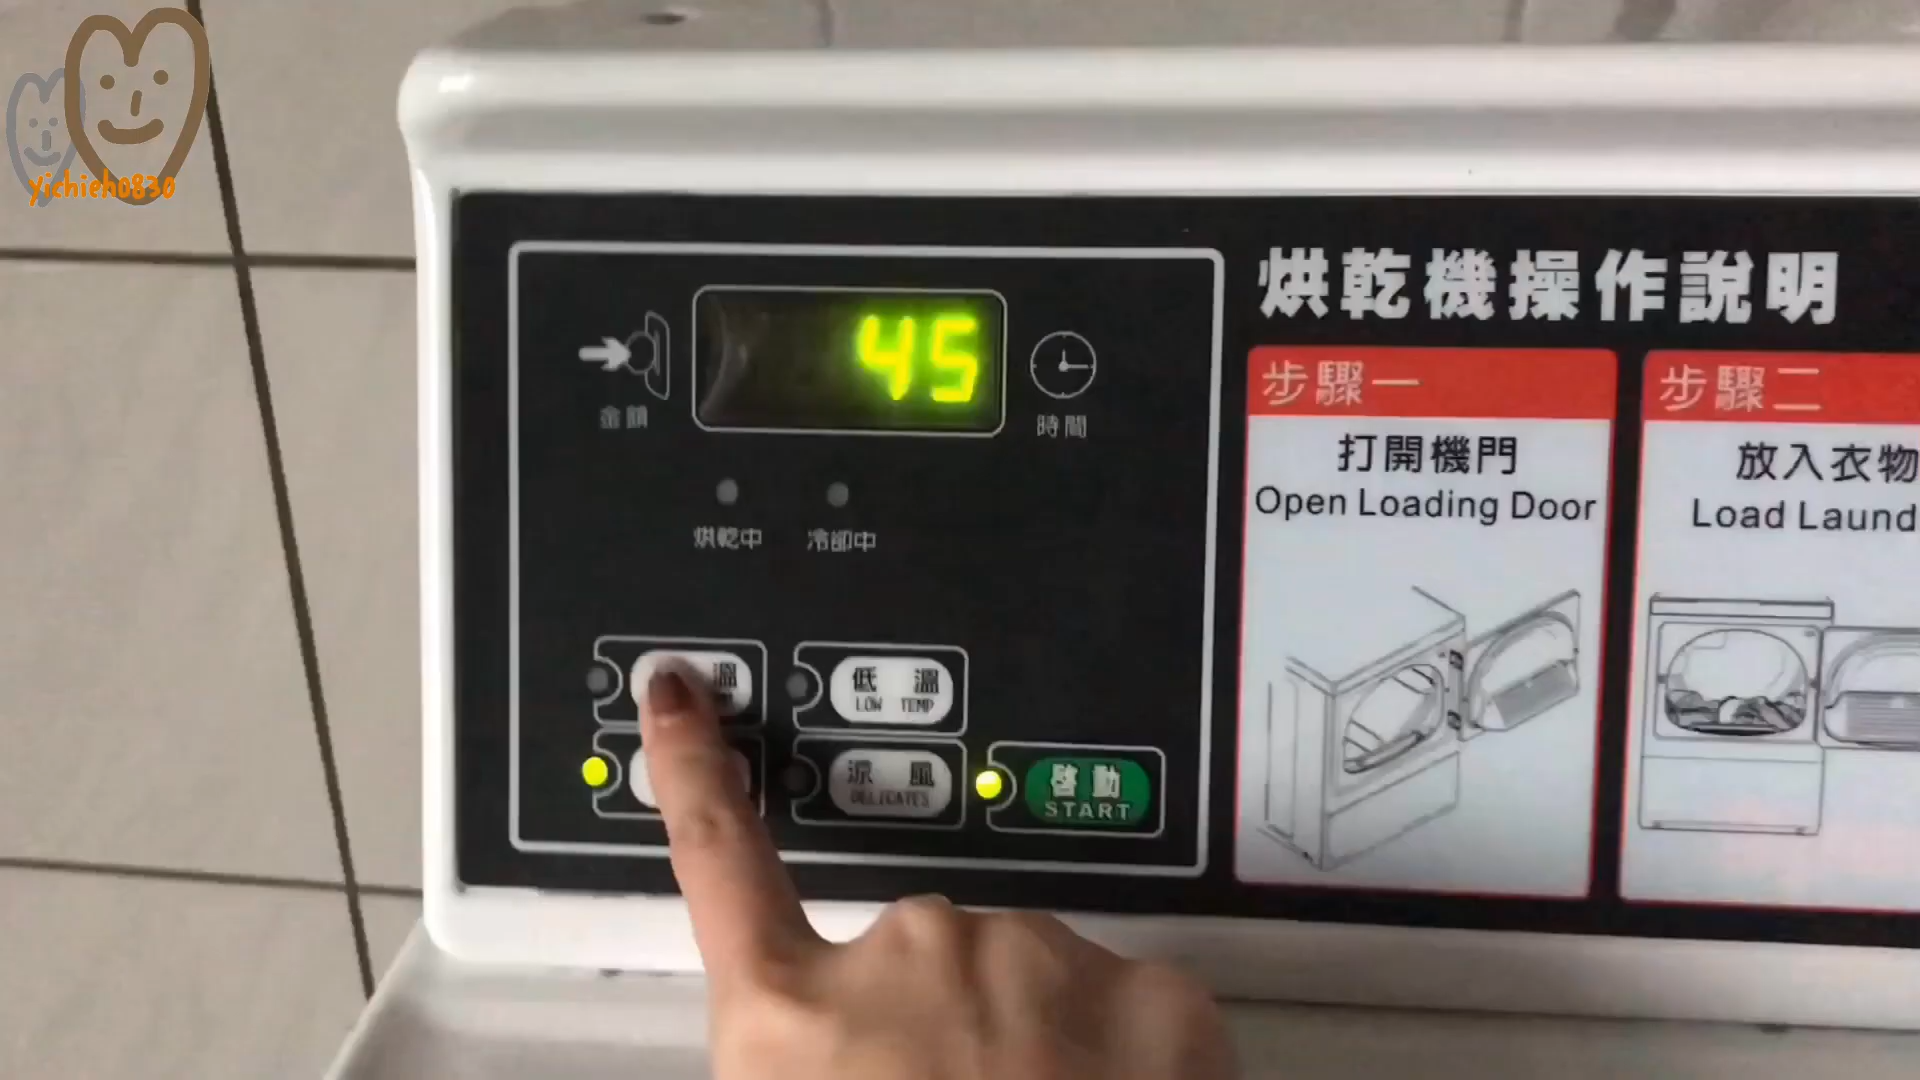 yichieh0830
烘乾機操作說明
45
金額
時間
烘乾中
冷卻中
溫
低溫
LOW TEMP
涼風
DELICATES
啓動
START
步驟一
打開機門
Open Loading Door
步驟二
放入衣物
Load Laund